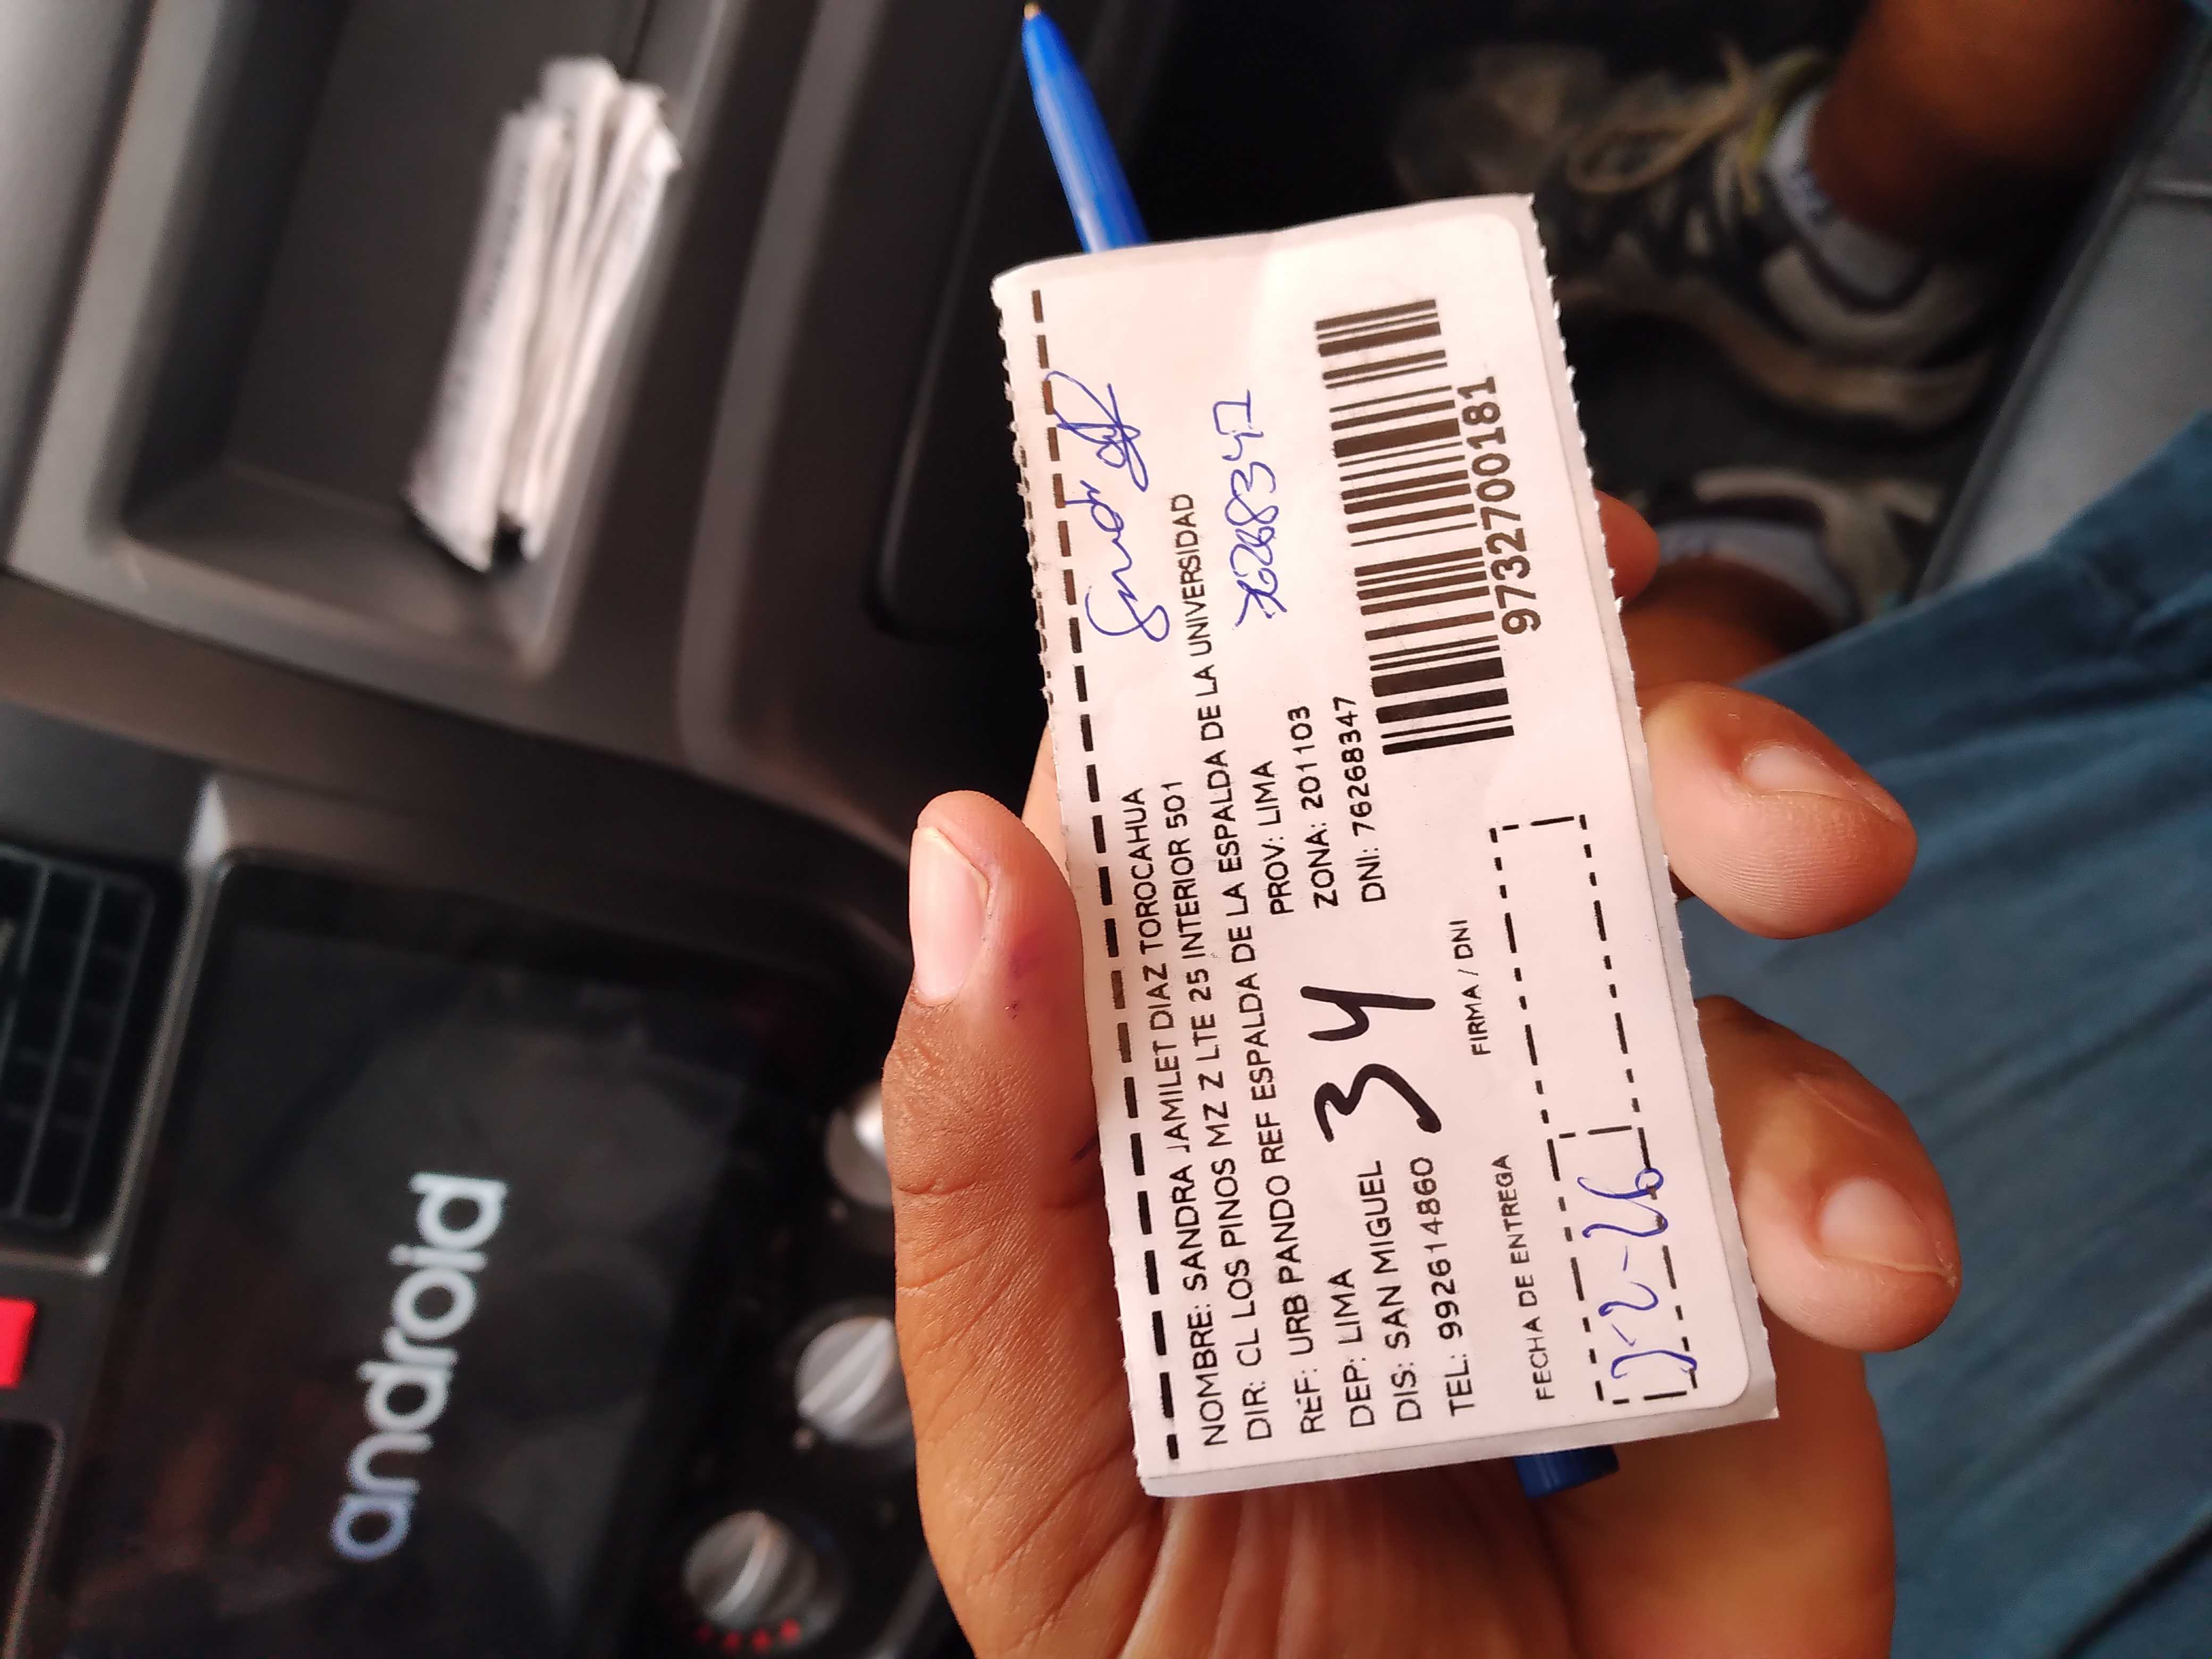 android
Sandra
NOMBRE: SANDRA JAMILET DIAZ TOROCAHUA
DIR: CL LOS PINOS MZ Z LTE 25 INTERIOR 501
REF: URB PANDO REF ESPALDA DE LA ESPALDA DE LA UNIVERSIDAD
76268347
DEP: LIMA PROV: LIMA
DIS: SAN MIGUEL ZONA: 201103
TEL: 992614860 DNI: 76268347
34
9732700181
FECHA DE ENTREGA FIRMA / DNI